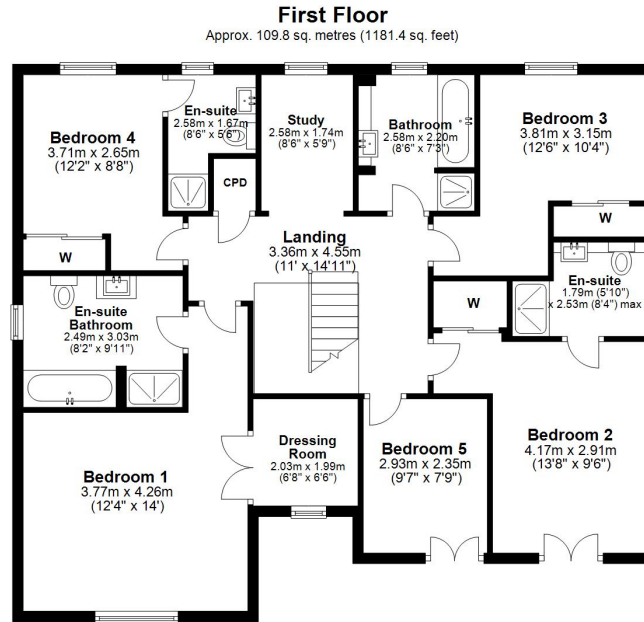 First Floor
Approx. 109.8 sq. metres (1181.4 sq. feet)
Bedroom 4
3.71m x 2.65m
(12'2" x 8'8")
En-suite
2.58m x 1.67m
(8'6" x 5'6")
Study
2.58m x 1.74m
(8'6" x 5'9")
Bathroom
2.58m x 2.20m
(8'6" x 7'3")
Bedroom 3
3.81m x 3.15m
(12'6" x 10'4")
CPD
W
W
Landing
3.36m x 4.55m
(11' x 14'11")
En-suite
1.79m (5'10")
x 2.53m (8'4") max
W
En-suite
Bathroom
2.49m x 3.03m
(8'2" x 9'11")
Bedroom 1
3.77m x 4.26m
(12'4" x 14')
Dressing
Room
2.03m x 1.99m
(6'8" x 6'6")
Bedroom 5
2.93m x 2.35m
(9'7" x 7'9")
Bedroom 2
4.17m x 2.91m
(13'8" x 9'6")